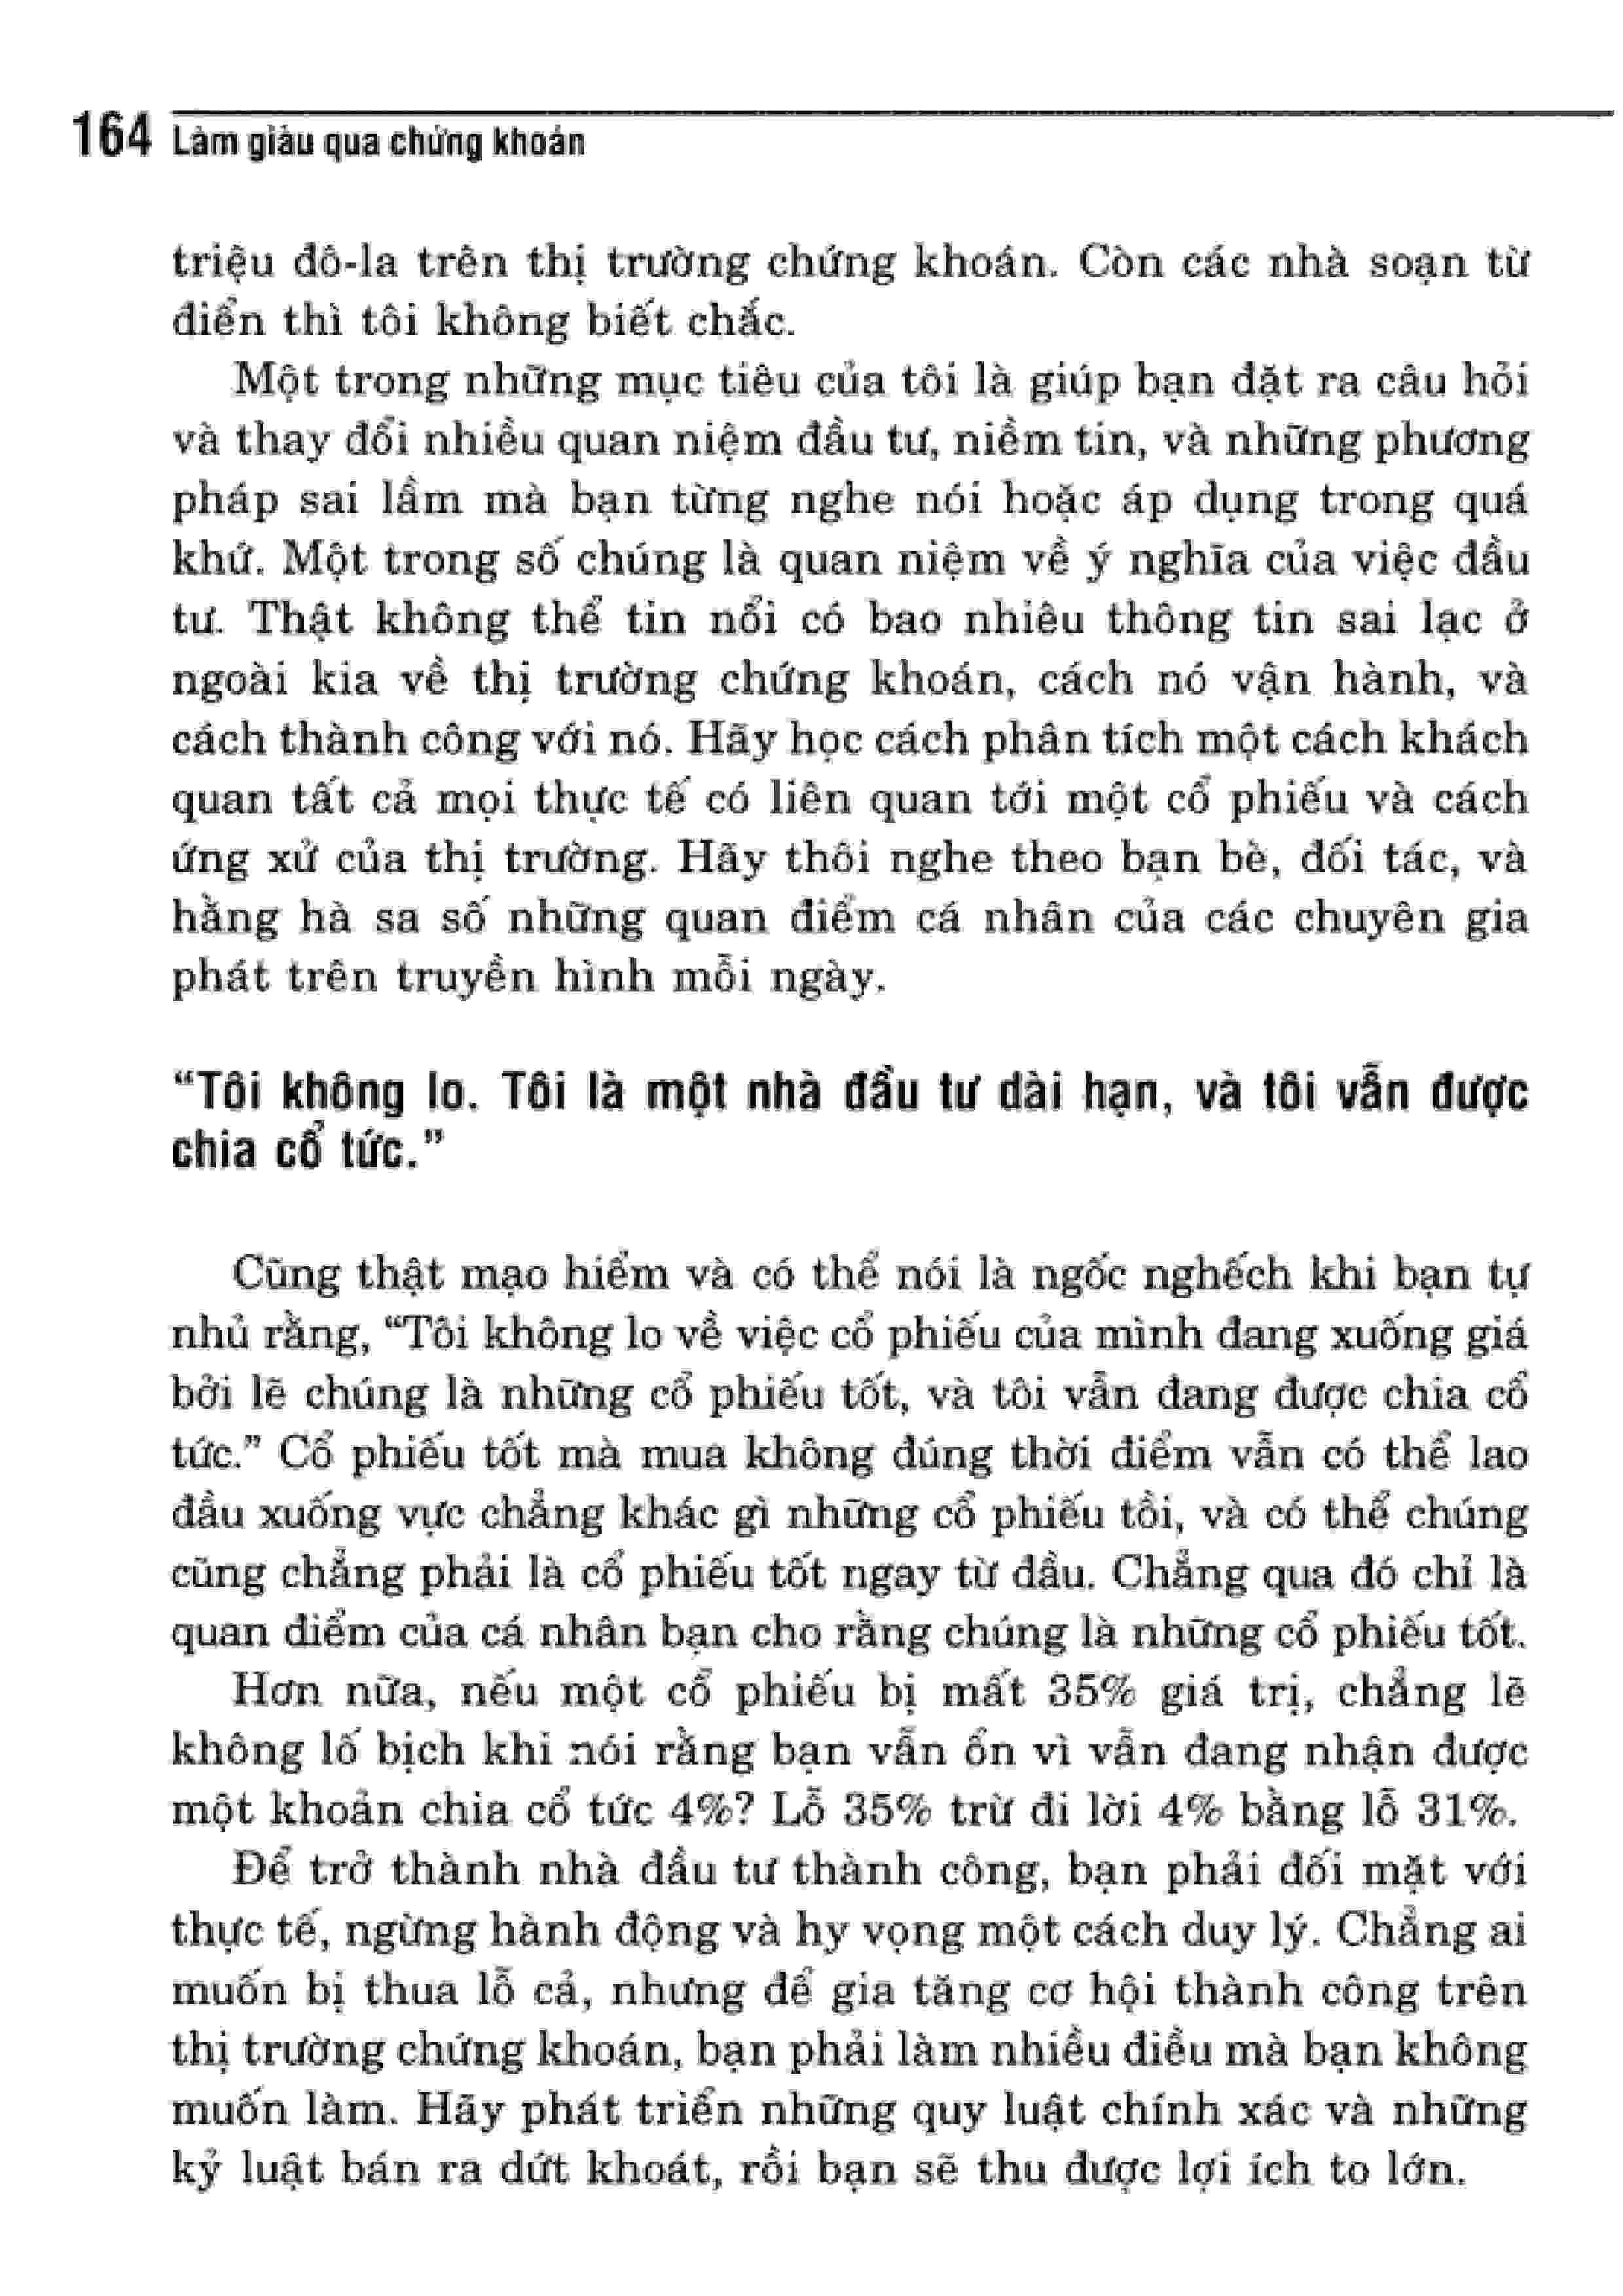 164 Làm giàu qua chứng khoán
triệu đô-la trên thị trường chứng khoán. Còn các nhà soạn từ
điển thì tôi không biết chắc.
Một trong những mục tiêu của tôi là giúp bạn đặt ra câu hỏi
và thay đổi nhiều quan niệm đầu tư, niềm tin, và những phương
pháp sai lầm mà bạn từng nghe nói hoặc áp dụng trong quá
khứ. Một trong số chúng là quan niệm về ý nghĩa của việc đầu
tư. Thật không thể tin nổi có bao nhiêu thông tin sai lạc ở
ngoài kia về thị trường chứng khoán, cách nó vận hành, và
cách thành công với nó. Hãy học cách phân tích một cách khách
quan tất cả mọi thực tế có liên quan tới một cổ phiếu và cách
ứng xử của thị trường. Hãy thôi nghe theo bạn bè, đối tác, và
hằng hà sa số những quan điểm cá nhân của các chuyên gia
phát trên truyền hình mỗi ngày.
“Tôi không lo. Tôi là một nhà đầu tư dài hạn, và tôi vẫn được
chia cổ tức.”
Cũng thật mạo hiểm và có thể nói là ngốc nghếch khi bạn tự
nhủ rằng, “Tôi không lo về việc cổ phiếu của mình đang xuống giá
bởi lẽ chúng là những cổ phiếu tốt, và tôi vẫn đang được chia cổ
tức.” Cổ phiếu tốt mà mua không đúng thời điểm vẫn có thể lao
đầu xuống vực chẳng khác gì những cổ phiếu tồi, và có thể chúng
cũng chẳng phải là cổ phiếu tốt ngay từ đầu. Chẳng qua đó chỉ là
quan điểm của cá nhân bạn cho rằng chúng là những cổ phiếu tốt.
Hơn nữa, nếu một cổ phiếu bị mất 35% giá trị, chẳng lẽ
không lố bịch khi nói rằng bạn vẫn ổn vì vẫn đang nhận được
một khoản chia cổ tức 4%? Lỗ 35% trừ đi lời 4% bằng lỗ 31%.
Để trở thành nhà đầu tư thành công, bạn phải đối mặt với
thực tế, ngừng hành động và hy vọng một cách duy lý. Chẳng ai
muốn bị thua lỗ cả, nhưng để gia tăng cơ hội thành công trên
thị trường chứng khoán, bạn phải làm nhiều điều mà bạn không
muốn làm. Hãy phát triển những quy luật chính xác và những
kỷ luật bán ra dứt khoát, rồi bạn sẽ thu được lợi ích to lớn.